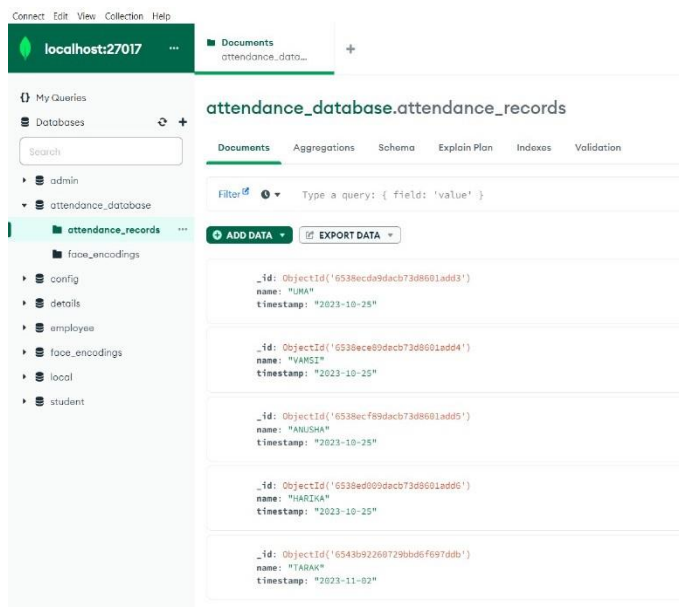 Connect Edit View Collection Help
localhost:27017 ...
Documents
attendance_data...
+
{} My Queries
Databases
+
Search
admin
attendance_database
attendance_records ...
face_encodings
config
details
employee
face_encodings
local
student
attendance_database.attendance_records
Documents Aggregations Schema Explain Plan Indexes Validation
Filter Type a query: { field: 'value' }
ADD DATA EXPORT DATA
_id: ObjectId('6538ecda9dacb73d8601add3')
name: "UMA"
timestamp: "2023-10-25"
_id: ObjectId('6538ece89dacb73d8601add4')
name: "VAMSI"
timestamp: "2023-10-25"
_id: ObjectId('6538ecf89dacb73d8601add5')
name: "ANUSHA"
timestamp: "2023-10-25"
_id: ObjectId('6538ed009dacb73d8601add6')
name: "HARIKA"
timestamp: "2023-10-25"
_id: ObjectId('6543b92260729bbd6f697ddb')
name: "TARAK"
timestamp: "2023-11-02"